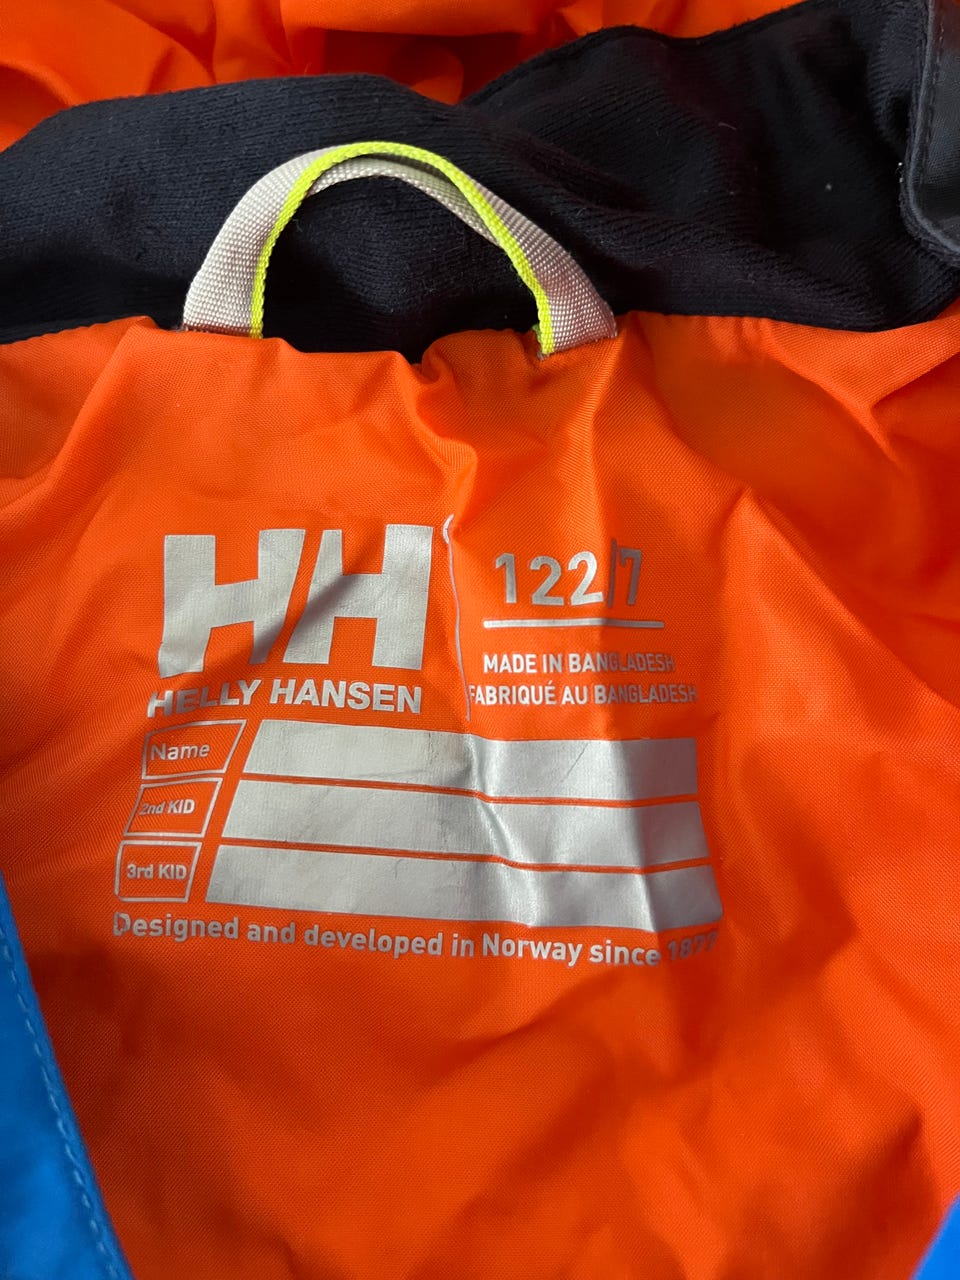 HH
HELLY HANSEN
122/7
MADE IN BANGLADESH
FABRIQUÉ AU BANGLADESH
Name
2nd KID
3rd KID
Designed and developed in Norway since 1877